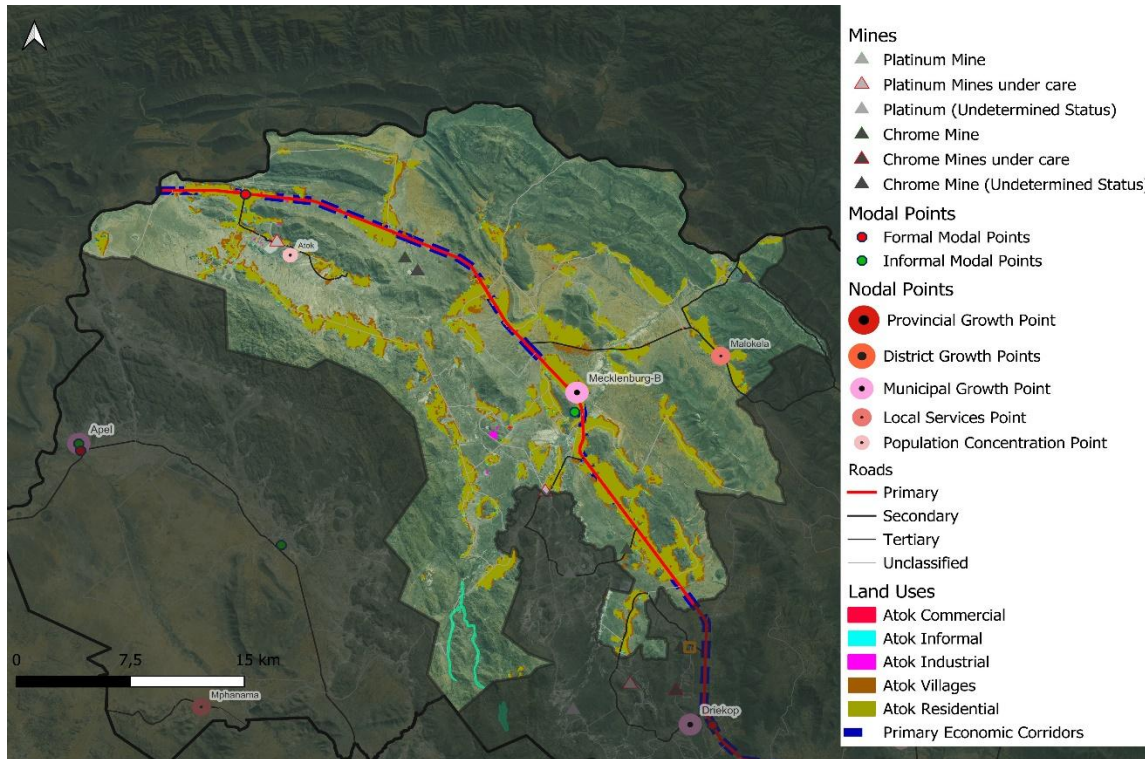 Mines
Platinum Mine
Platinum Mines under care
Platinum (Undetermined Status)
Chrome Mine
Chrome Mines under care
Chrome Mine (Undetermined Status)
Modal Points
Formal Modal Points
Informal Modal Points
Nodal Points
Provincial Growth Point
District Growth Points
Municipal Growth Point
Local Services Point
Population Concentration Point
Roads
Primary
Secondary
Tertiary
Unclassified
Land Uses
Atok Commercial
Atok Informal
Atok Industrial
Atok Villages
Atok Residential
Primary Economic Corridors
Atok
Malokela
Mecklenburg-B
Apel
0 7,5 15 km
Mphanama
Driekop